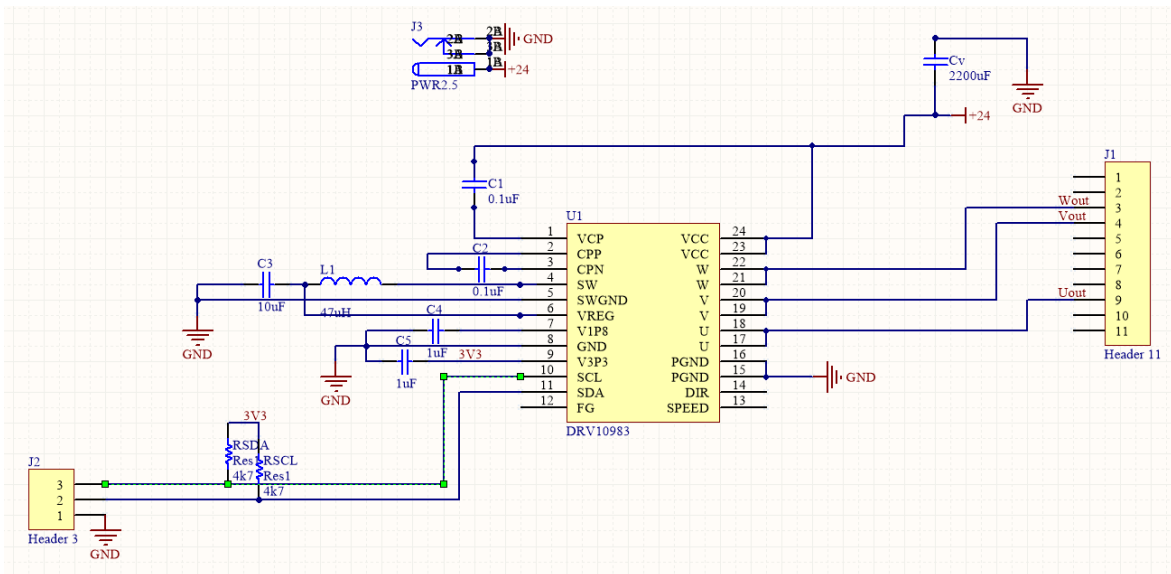 J3
2A
2A
GND
3A
3A
1A
1A
+24
PWR2.5
Cv
2200uF
GND
+24
J1
1
2
Wout
3
Vout
4
5
6
7
8
Uout
9
10
11
Header 11
C1
0.1uF
U1
1
VCP
VCC
24
2
CPP
VCC
23
3
CPN
W
22
4
SW
W
21
5
SWGND
V
20
6
VREG
V
19
7
V1P8
U
18
8
GND
U
17
9
V3P3
PGND
16
10
SCL
PGND
15
11
SDA
DIR
14
12
FG
SPEED
13
DRV10983
C2
0.1uF
C3
10uF
L1
47uH
GND
C4
1uF
C5
1uF
3V3
GND
GND
3V3
RSDA
Res1
4k7
RSCL
Res1
4k7
J2
3
2
1
Header 3
GND